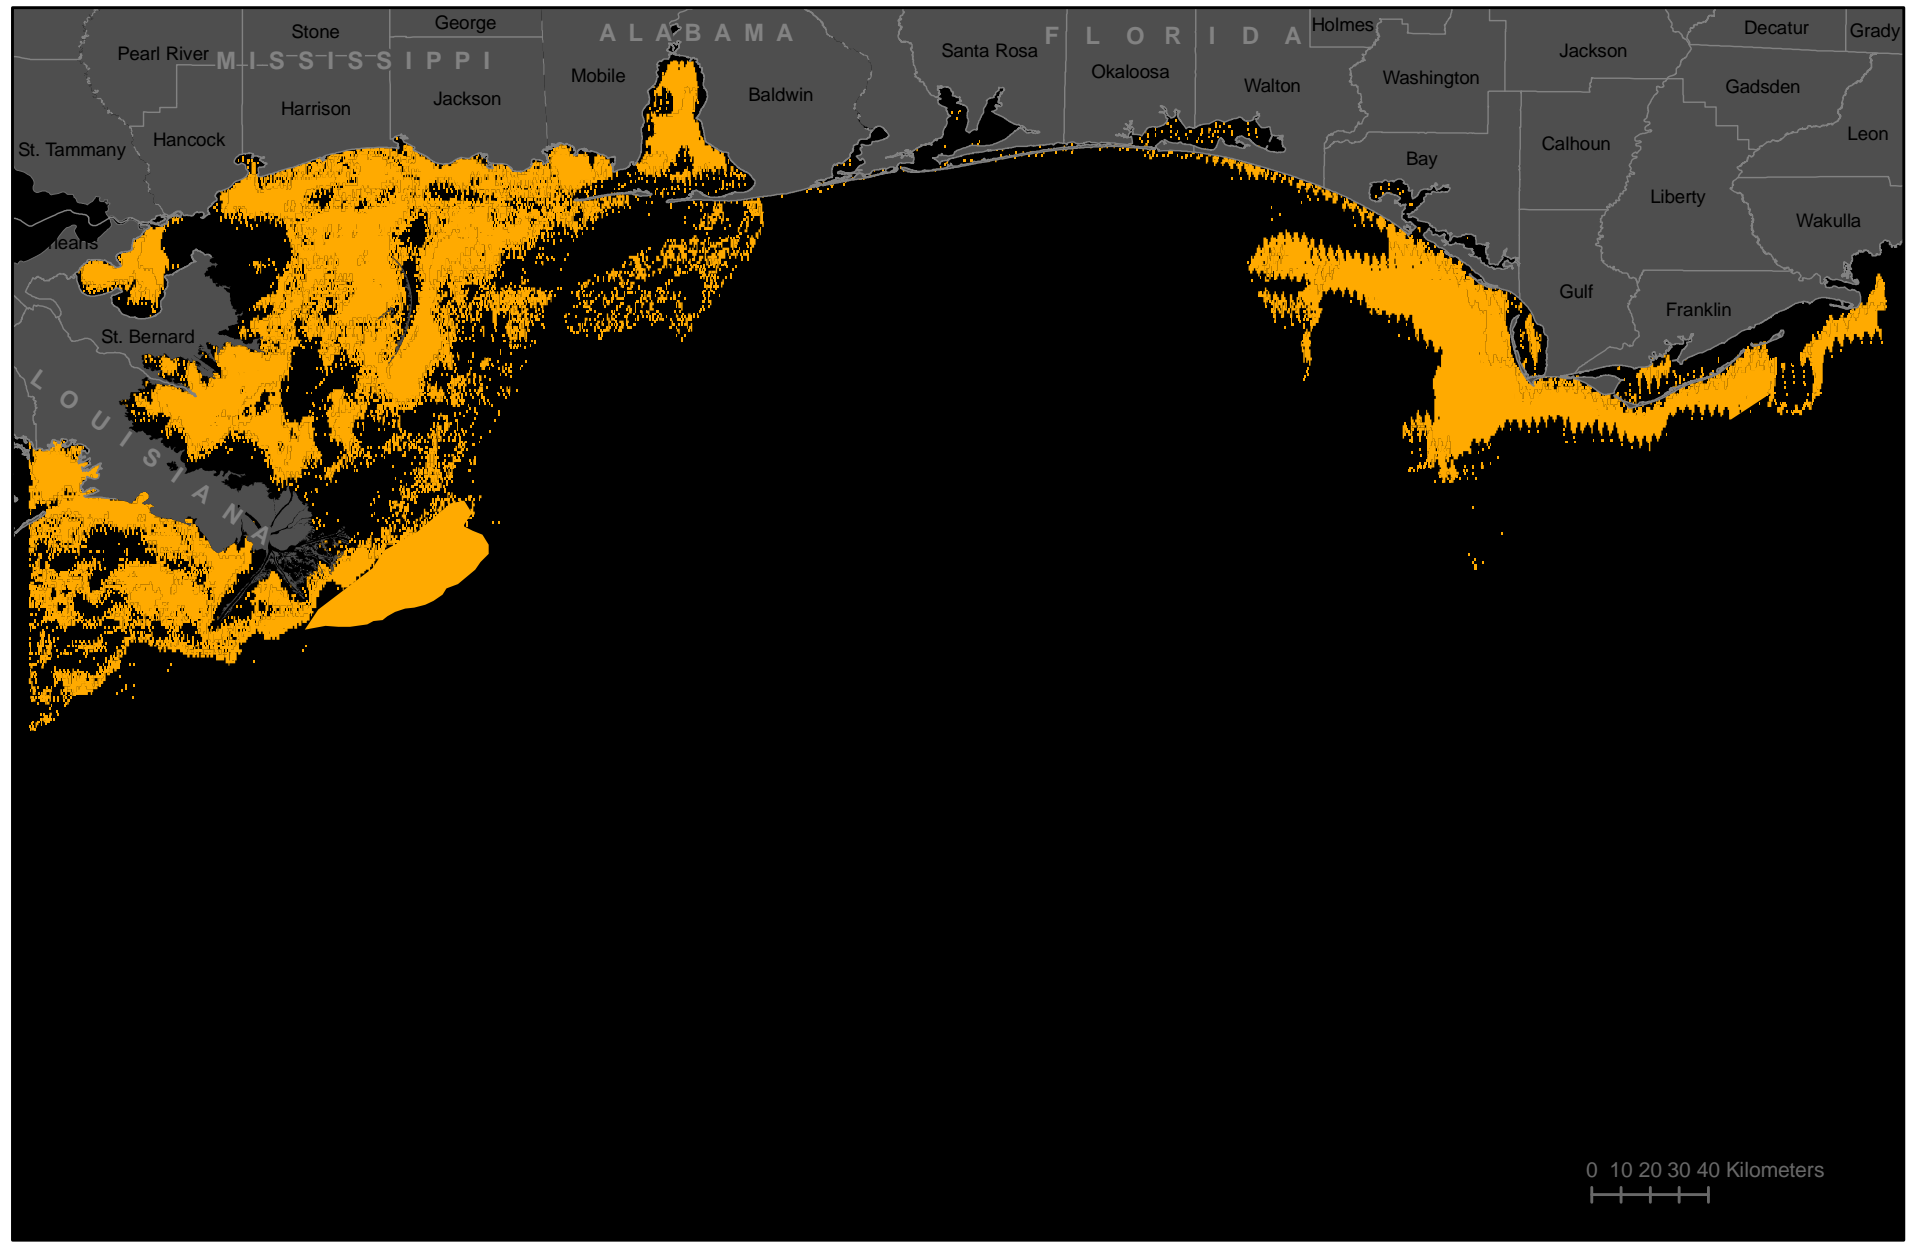 George
Holmes
Decatur
Stone
ALABAMA
FLORIDA
Grady
Pearl River
MISSISSIPPI
Santa Rosa
Jackson
Mobile
Okaloosa
Washington
Walton
Gadsden
Baldwin
Jackson
Harrison
Leon
Hancock
St. Tammany
Calhoun
Bay
Liberty
Wakulla
leans
Gulf
Franklin
St. Bernard
LOUISIANA
0 10 20 30 40 Kilometers